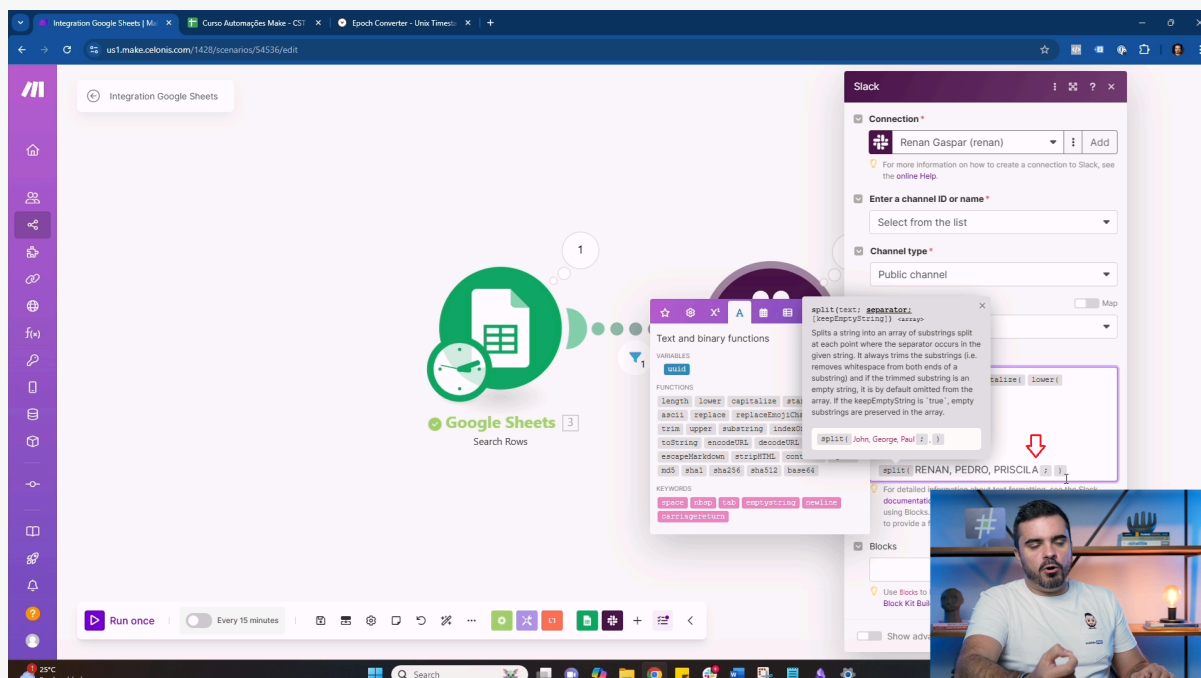 Integration Google Sheets | Ma
Curso Automações Make - CST
Epoch Converter - Unix Timesta
us1.make.celonis.com/1428/scenarios/54536/edit
Integration Google Sheets
1
Google Sheets 3
Search Rows
1
Text and binary functions
VARIABLES
uuid
FUNCTIONS
length lower capitalize
ascii replace
trim upper substring
toString encodeURL
escapeMarkdown stripHTML
md5 sha1 sha256 sha512 base64
KEYWORDS
space nbsp tab emptystring newline
carriagereturn
split(text; separator;
[keepEmptyString]) <array>
Splits a string into an array of substrings split
at each point where the separator occurs in the
given string. It always trims the substrings (i.e.
removes whitespace from both ends of a
substring) and if the trimmed substring is an
empty string, it is by default omitted from the
array. If the keepEmptyString is `true`, empty
substrings are preserved in the array.
split( John, George, Paul ; , )
Slack
Connection *
Renan Gaspar (renan)
Add
For more information on how to create a connection to Slack, see
the online Help.
Enter a channel ID or name *
Select from the list
Channel type *
Public channel
Map
talize( lower(
split( RENAN, PEDRO, PRISCILA ; )
For detailed information about text formatting, see the Slack
using Blocks,
Blocks
Use Blocks to
Show adva
Run once
Every 15 minutes
25°C
Search